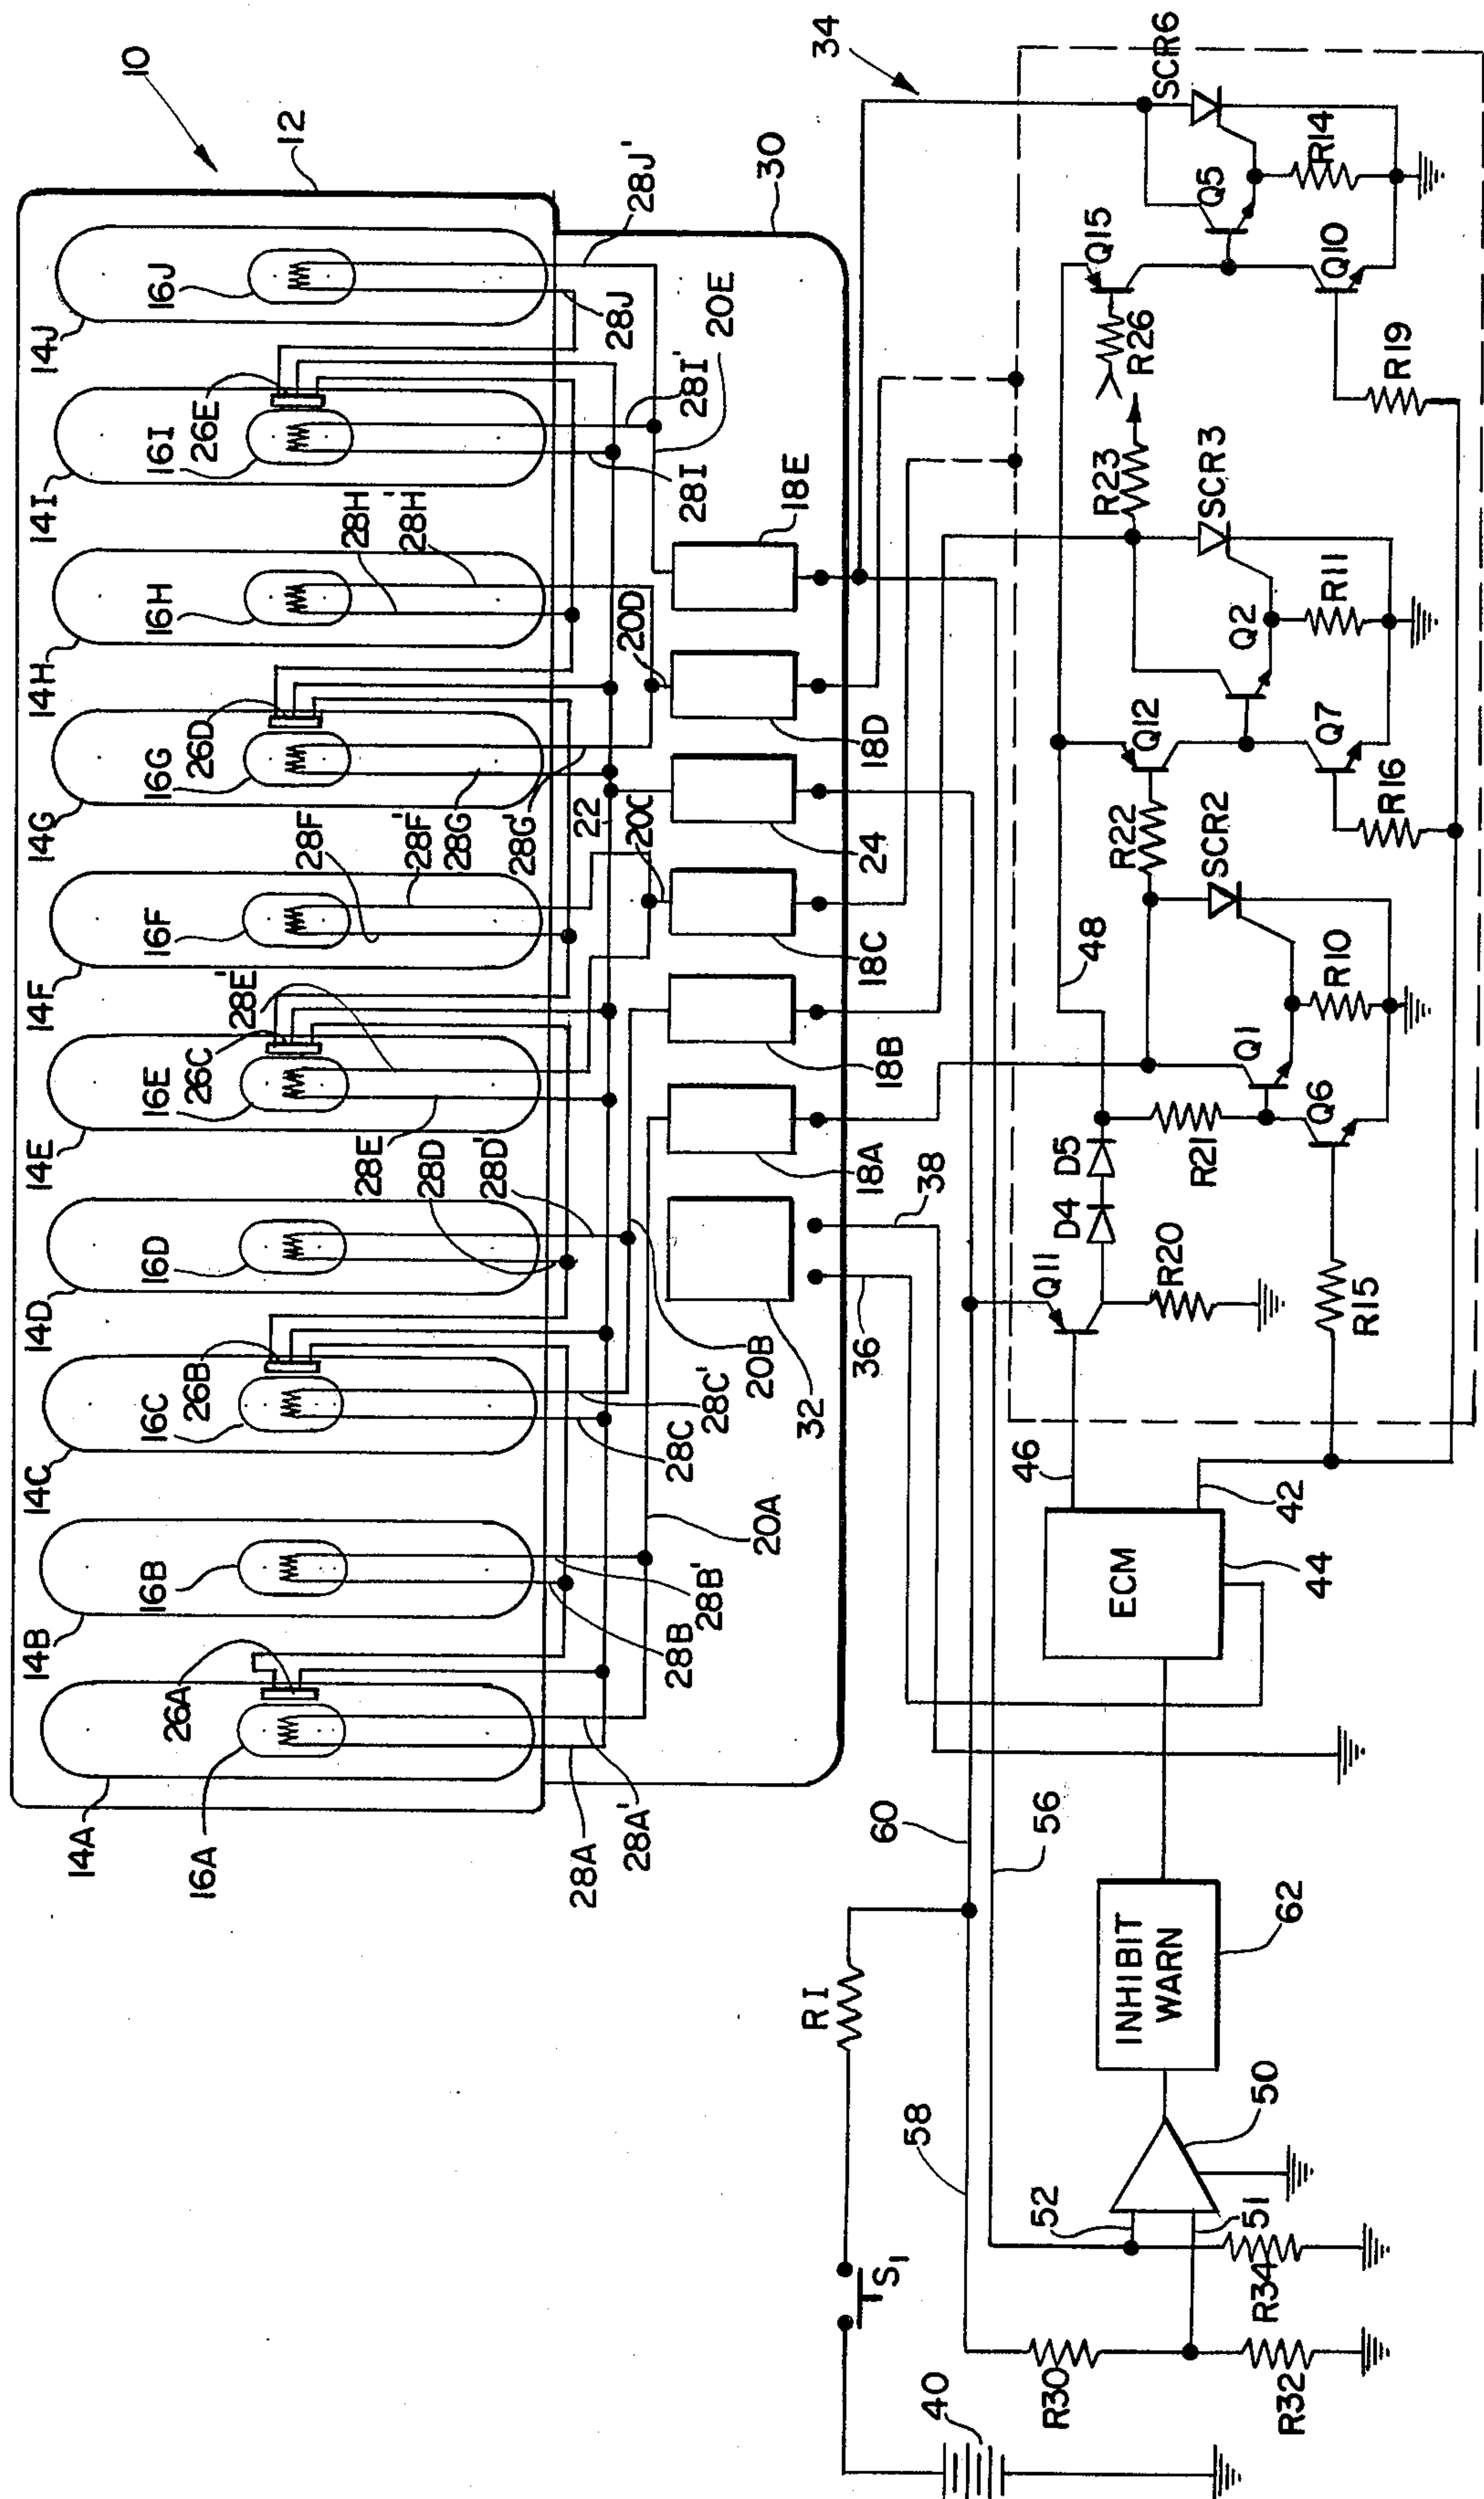 10
12
14A
14B
14C
14D
14E
14F
14G
14H
14I
14J
16A
16B
16C
16D
16E
16F
16G
16H
16I
16J
26A
26B
26C
26D
26E
28A
28A'
28B
28B'
28C
28C'
28D
28D'
28E
28E'
28F
28F'
28G
28G'
28H
28H'
28I
28I'
28J
28J'
20A
20B
20C
20D
20E
22
30
32
18A
18B
24
18C
18D
18E
36
38
34
40
S1
R1
60
56
58
R30
R32
R34
52
51
50
INHIBIT
WARN
62
ECM
44
46
42
Q11
D4
D5
R20
48
R21
Q1
Q6
R15
R10
SCR2
R22
Q12
Q2
Q7
R16
R11
SCR3
R23
R26
Q15
Q5
Q10
R19
R14
SCR6